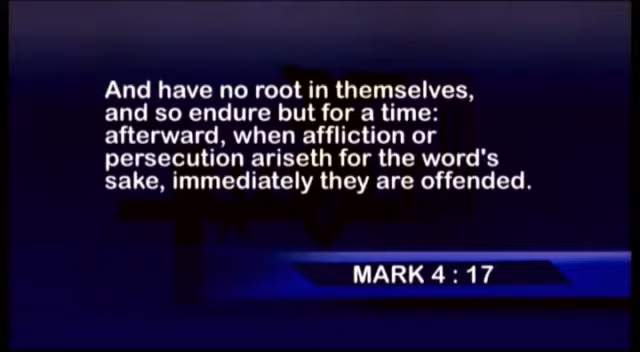 And have no root in themselves,
and so endure but for a time:
afterward, when affliction or
persecution ariseth for the word's
sake, immediately they are offended.
MARK 4 : 17